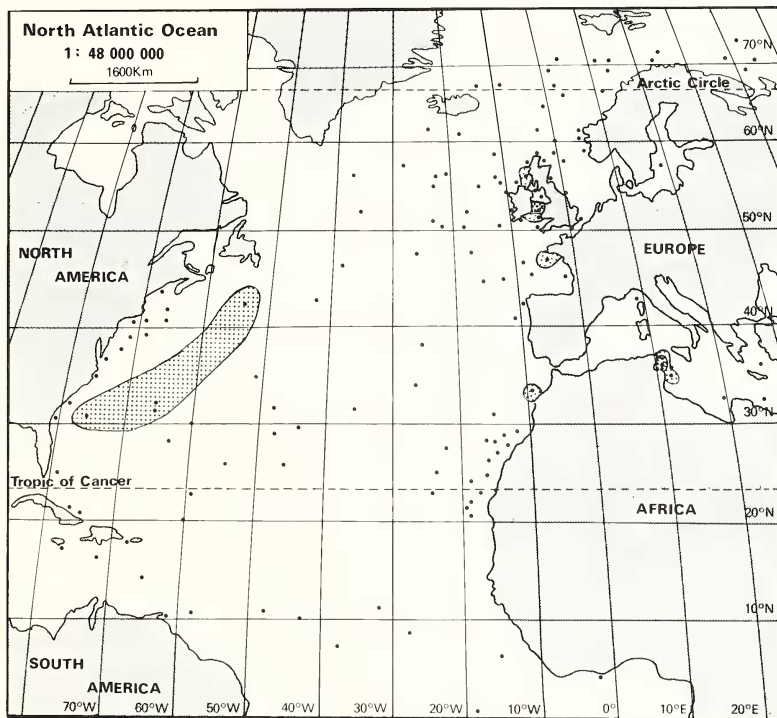 North Atlantic Ocean
1: 48 000 000
1600Km
70°N
Arctic Circle
60°N
50°N
NORTH
AMERICA
EUROPE
40°N
30°N
Tropic of Cancer
AFRICA
20°N
10°N
SOUTH
AMERICA
70°W
60°W
50°W
40°W
30°W
20°W
10°W
0°
10°E
20°E